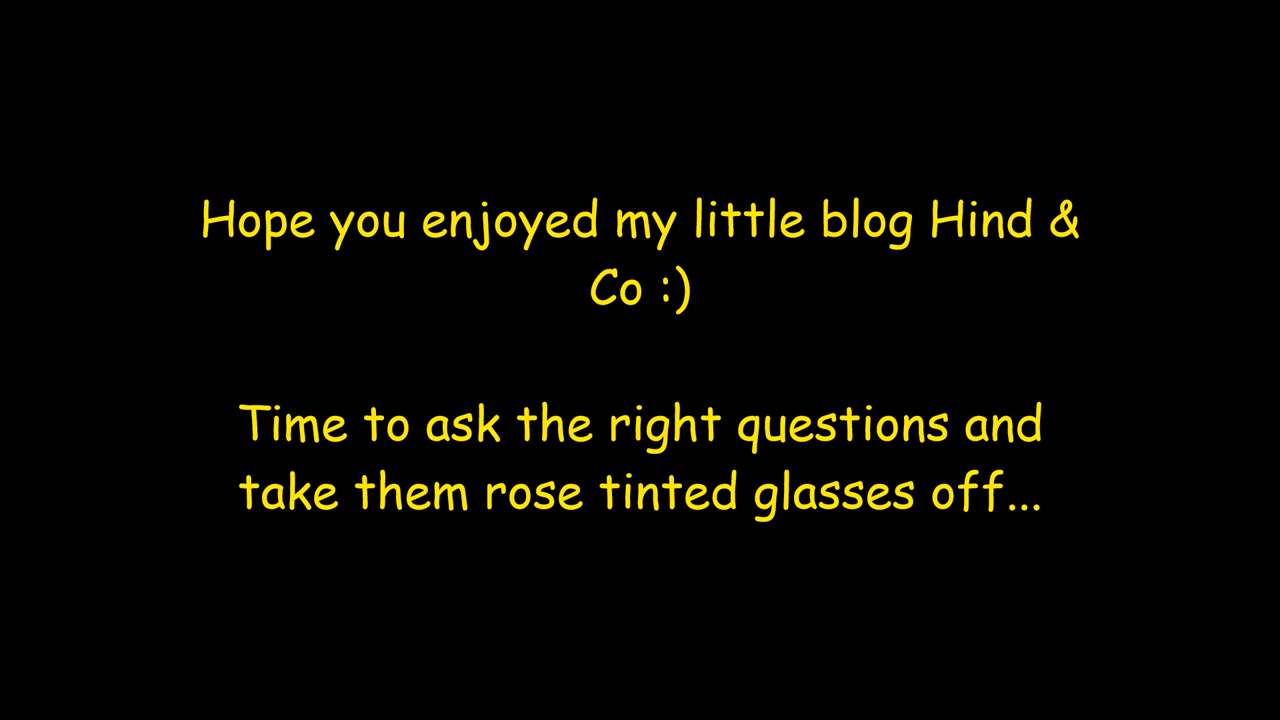 Hope you enjoyed my little blog Hind &
Co :)
Time to ask the right questions and
take them rose tinted glasses off...